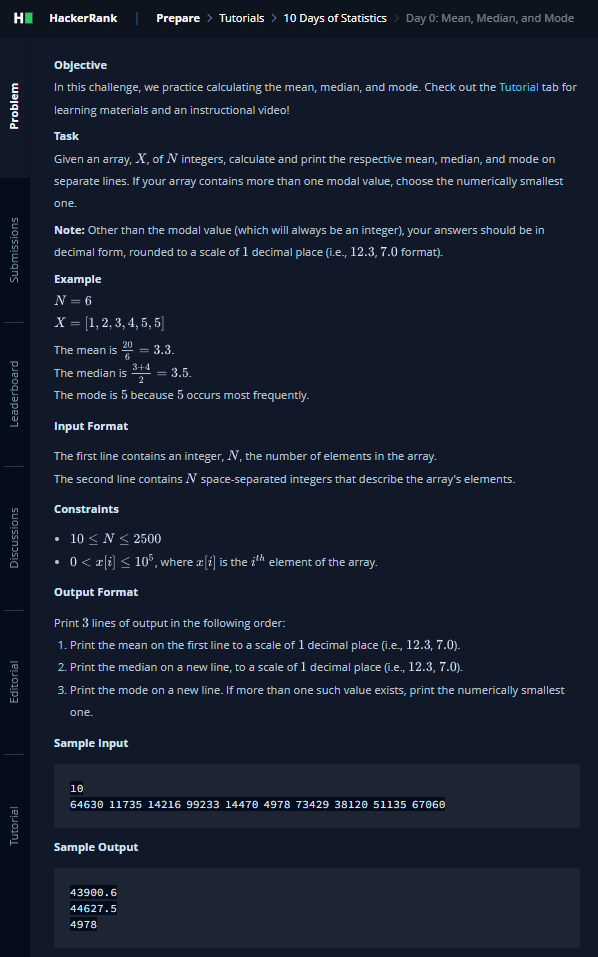 HackerRank | Prepare > Tutorials > 10 Days of Statistics > Day 0: Mean, Median, and Mode
Problem
Submissions
Leaderboard
Discussions
Editorial
Tutorial
Objective
In this challenge, we practice calculating the mean, median, and mode. Check out the Tutorial tab for
learning materials and an instructional video!
Task
Given an array, X, of N integers, calculate and print the respective mean, median, and mode on
separate lines. If your array contains more than one modal value, choose the numerically smallest
one.
Note: Other than the modal value (which will always be an integer), your answers should be in
decimal form, rounded to a scale of 1 decimal place (i.e., 12.3, 7.0 format).
Example
N = 6
X = [1, 2, 3, 4, 5, 5]
The mean is 20/6 = 3.3.
The median is 3+4/2 = 3.5.
The mode is 5 because 5 occurs most frequently.
Input Format
The first line contains an integer, N, the number of elements in the array.
The second line contains N space-separated integers that describe the array's elements.
Constraints
• 10 ≤ N ≤ 2500
• 0 < x[i] ≤ 10⁵, where x[i] is the iᵗʰ element of the array.
Output Format
Print 3 lines of output in the following order:
1. Print the mean on the first line to a scale of 1 decimal place (i.e., 12.3, 7.0).
2. Print the median on a new line, to a scale of 1 decimal place (i.e., 12.3, 7.0).
3. Print the mode on a new line. If more than one such value exists, print the numerically smallest
one.
Sample Input
10
64630 11735 14216 99233 14470 4978 73429 38120 51135 67060
Sample Output
43900.6
44627.5
4978